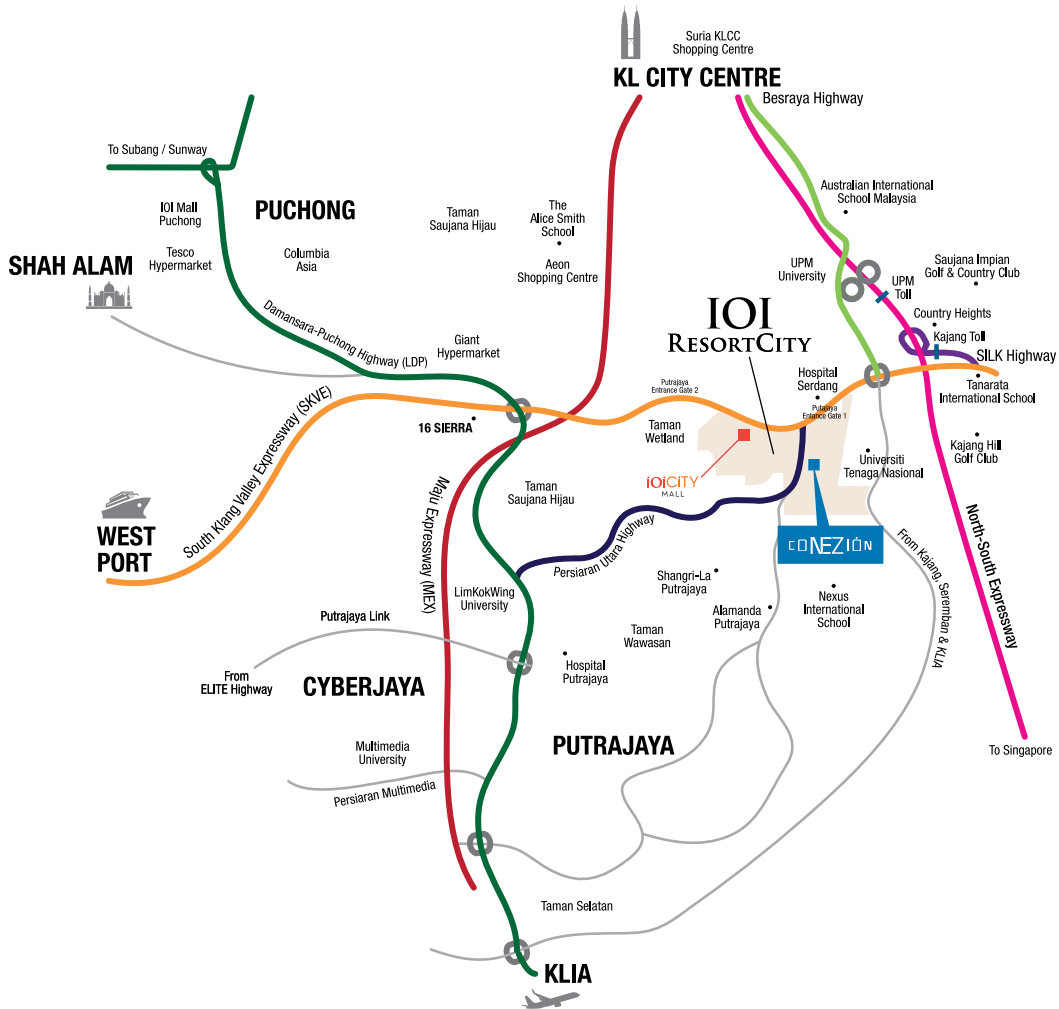 Suria KLCC
Shopping Centre
KL CITY CENTRE
Besraya Highway
To Subang / Sunway
IOI Mall
Puchong
PUCHONG
Tesco
Hypermarket
Columbia
Asia
SHAH ALAM
Taman
Saujana Hijau
The
Alice Smith
School
Aeon
Shopping Centre
Australian International
School Malaysia
UPM
University
UPM
Toll
Saujana Impian
Golf & Country Club
Country Heights
Kajang Toll
SILK Highway
Tanarata
International School
Damansara-Puchong Highway (LDP)
Giant
Hypermarket
IOI
RESORTCITY
Putrajaya
Entrance Gate 2
Hospital
Serdang
Putajaya
Entrance Gate 1
16 SIERRA
Taman
Wetland
iOiCiTY
MALL
Universiti
Tenaga Nasional
Kajang Hill
Golf Club
South Klang Valley Expressway (SKVE)
WEST
PORT
Maju Expressway (MEX)
Taman
Saujana Hijau
Persiaran Utara Highway
CONEZIÓN
North-South Expressway
From Kajang, Seremban & KLIA
LimKokWing
University
Shangri-La
Putrajaya
Alamanda
Putrajaya
Nexus
International
School
Taman
Wawasan
Putrajaya Link
From
ELITE Highway
Hospital
Putrajaya
CYBERJAYA
PUTRAJAYA
Multimedia
University
Persiaran Multimedia
To Singapore
Taman Selatan
KLIA